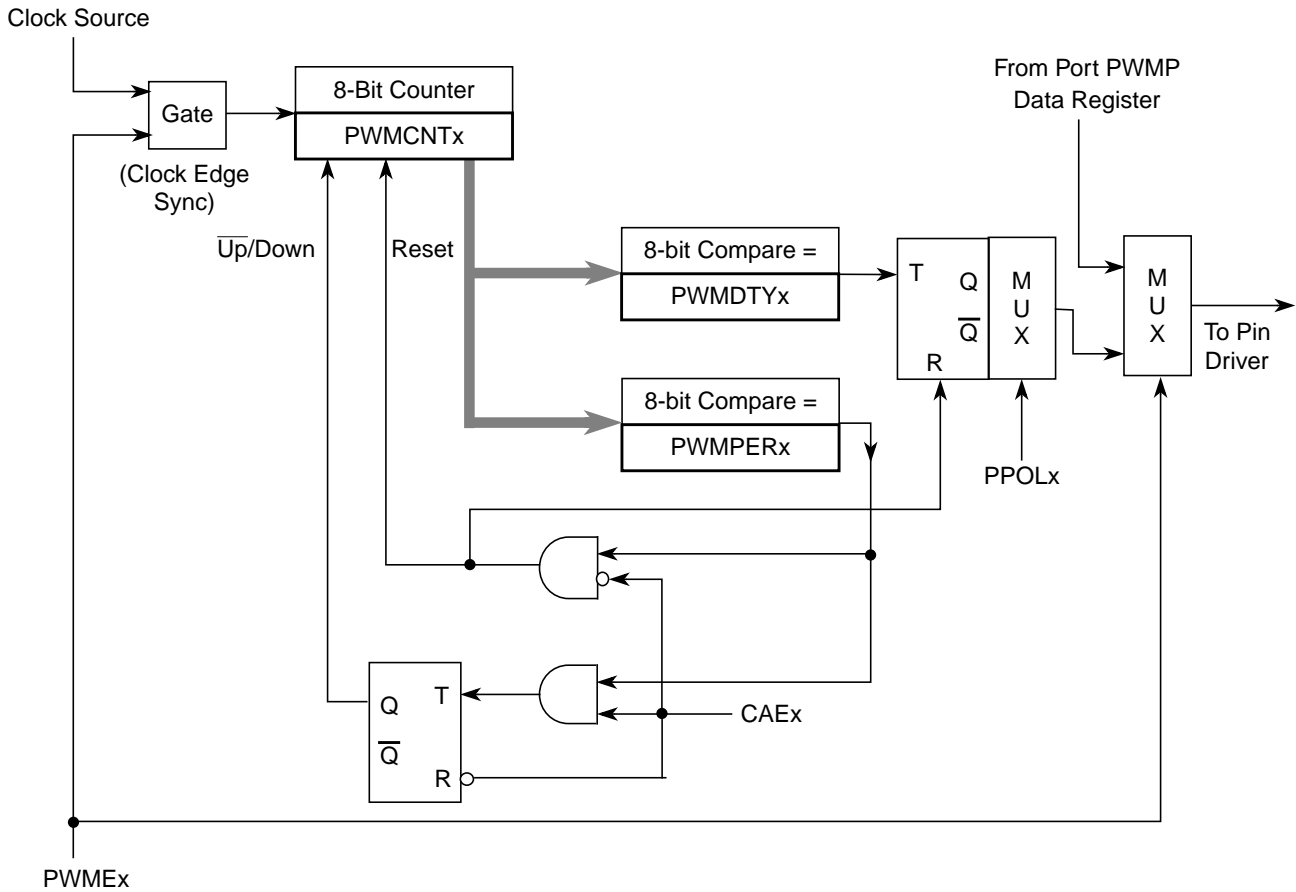 Clock Source
Gate
(Clock Edge
Sync)
8-Bit Counter
PWMCNTx
U̅p̅/Down
Reset
8-bit Compare =
PWMDTYx
8-bit Compare =
PWMPERx
From Port PWMP
Data Register
T
Q
Q̅
R
M
U
X
PPOLx
M
U
X
To Pin
Driver
Q
T
Q̅
R
CAEx
PWMEx